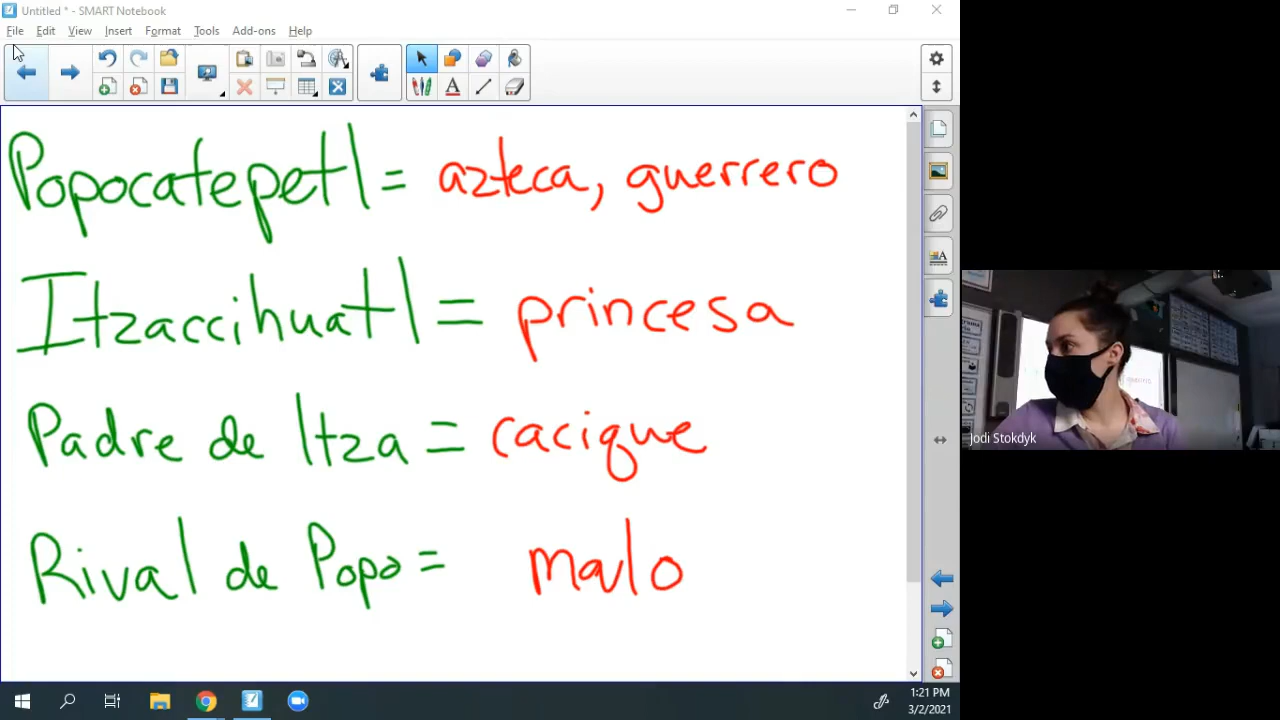 Untitled * - SMART Notebook
File Edit View Insert Format Tools Add-ons Help
Popocatepetl = azteca, guerrero
Itzaccihuatl = princesa
Padre de Itza = cacique
Rival de Popo = malo
Jodi Stokdyk
1:21 PM
3/2/2021